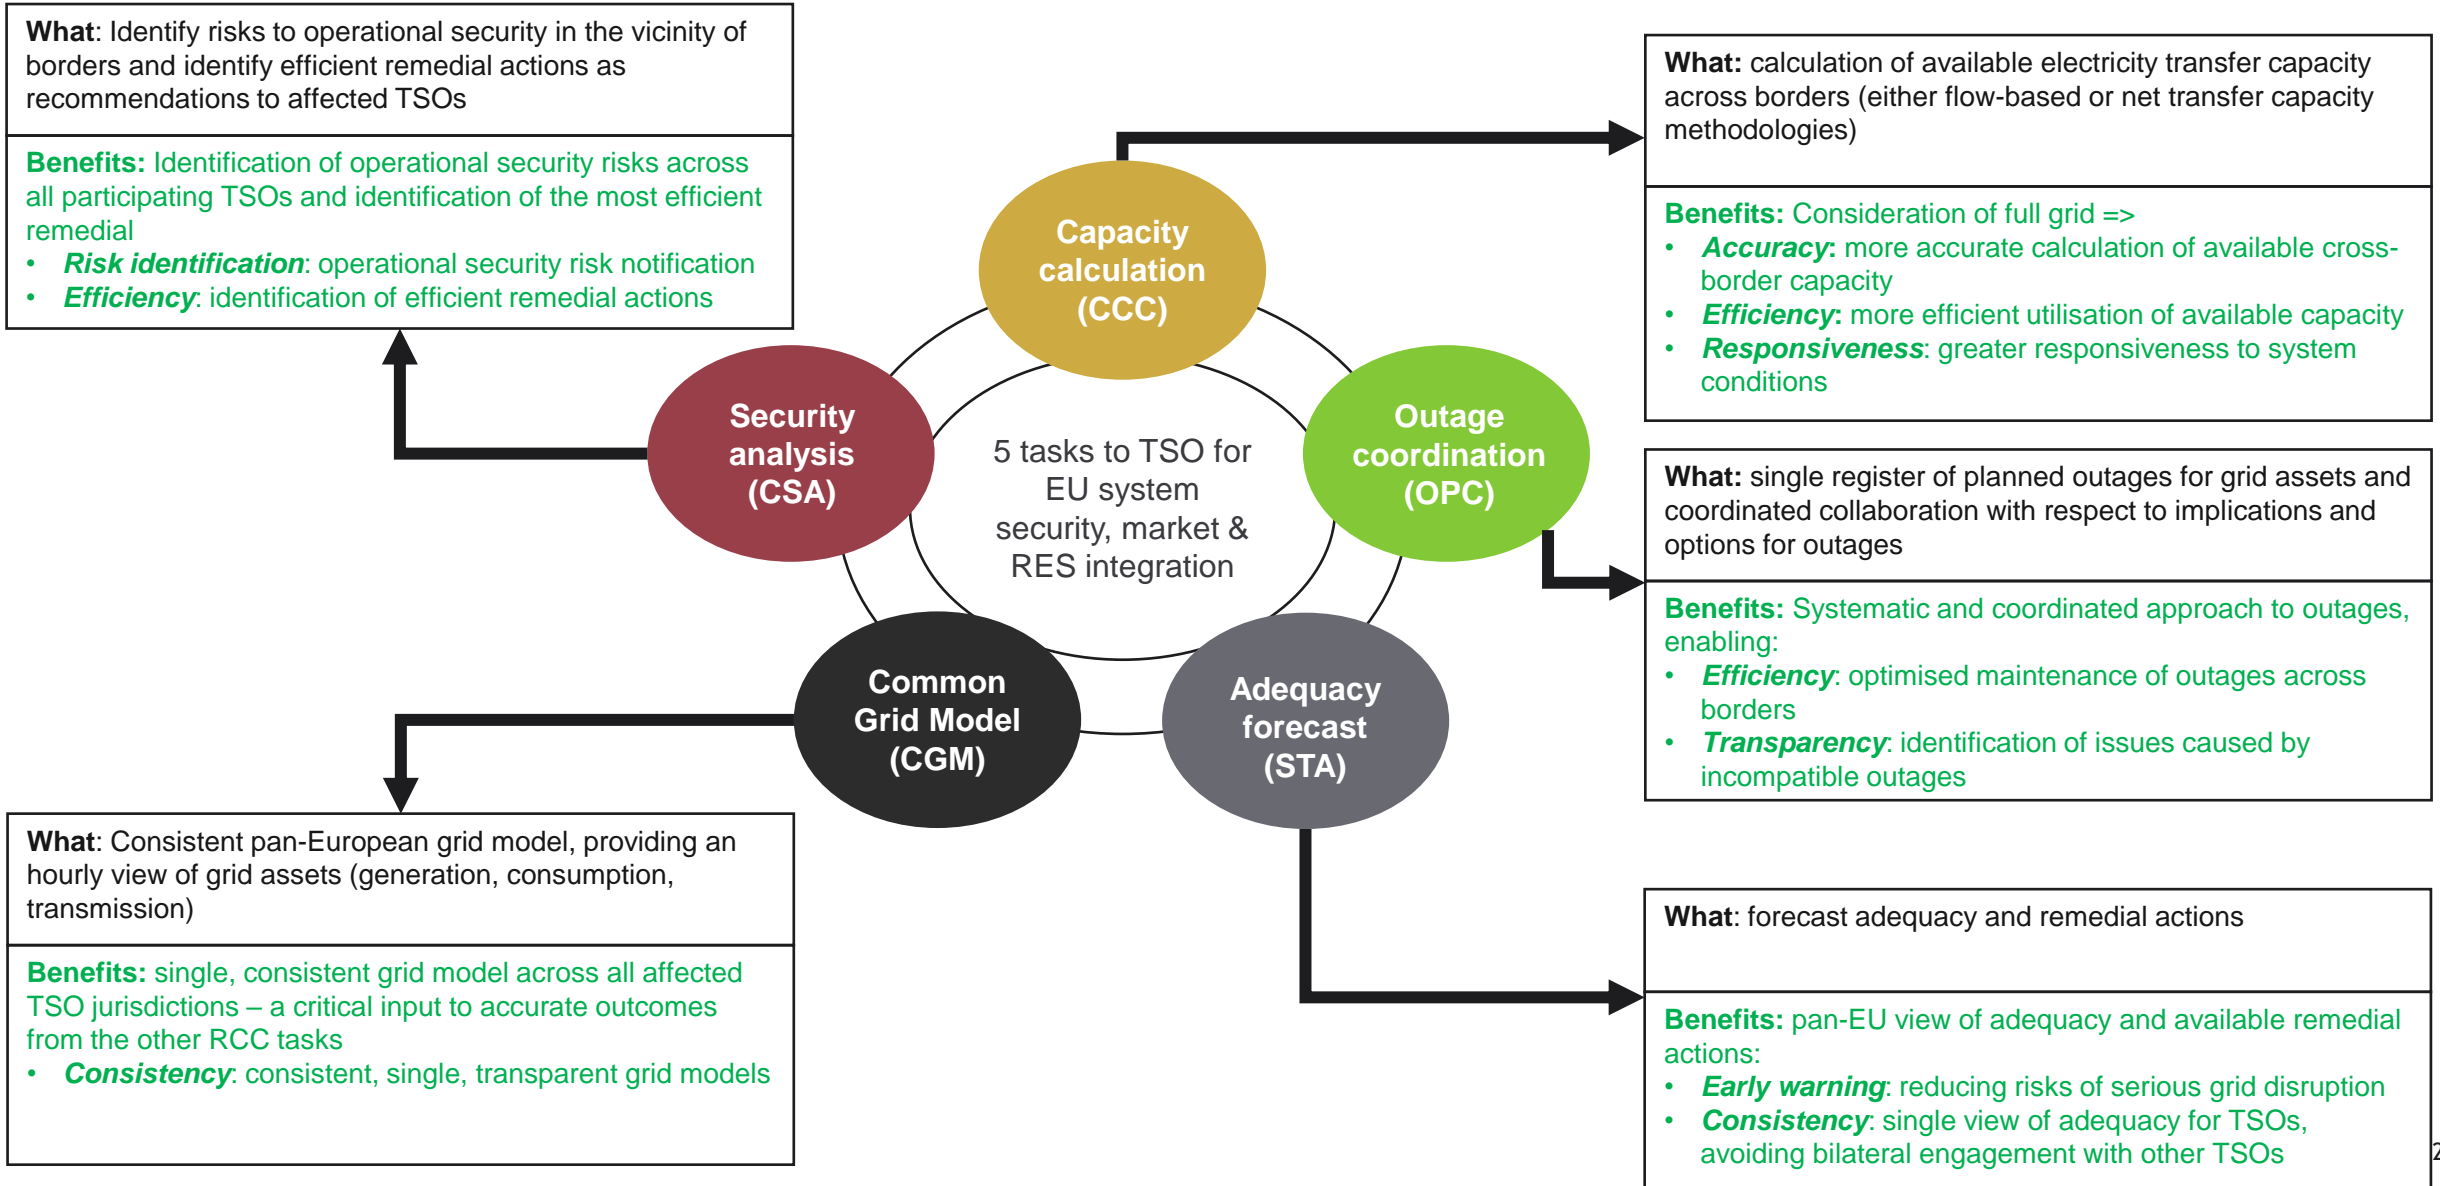 What: Identify risks to operational security in the vicinity of
borders and identify efficient remedial actions as
recommendations to affected TSOs
Benefits: Identification of operational security risks across
all participating TSOs and identification of the most efficient
remedial
• Risk identification: operational security risk notification
• Efficiency: identification of efficient remedial actions
What: calculation of available electricity transfer capacity
across borders (either flow-based or net transfer capacity
methodologies)
Benefits: Consideration of full grid =>
• Accuracy: more accurate calculation of available cross-
border capacity
• Efficiency: more efficient utilisation of available capacity
• Responsiveness: greater responsiveness to system
conditions
Capacity
calculation
(CCC)
Security
analysis
(CSA)
5 tasks to TSO for
EU system
security, market &
RES integration
Outage
coordination
(OPC)
What: single register of planned outages for grid assets and
coordinated collaboration with respect to implications and
options for outages
Benefits: Systematic and coordinated approach to outages,
enabling:
• Efficiency: optimised maintenance of outages across
borders
• Transparency: identification of issues caused by
incompatible outages
Common
Grid Model
(CGM)
Adequacy
forecast
(STA)
What: Consistent pan-European grid model, providing an
hourly view of grid assets (generation, consumption,
transmission)
Benefits: single, consistent grid model across all affected
TSO jurisdictions – a critical input to accurate outcomes
from the other RCC tasks
• Consistency: consistent, single, transparent grid models
What: forecast adequacy and remedial actions
Benefits: pan-EU view of adequacy and available remedial
actions:
• Early warning: reducing risks of serious grid disruption
• Consistency: single view of adequacy for TSOs,
avoiding bilateral engagement with other TSOs